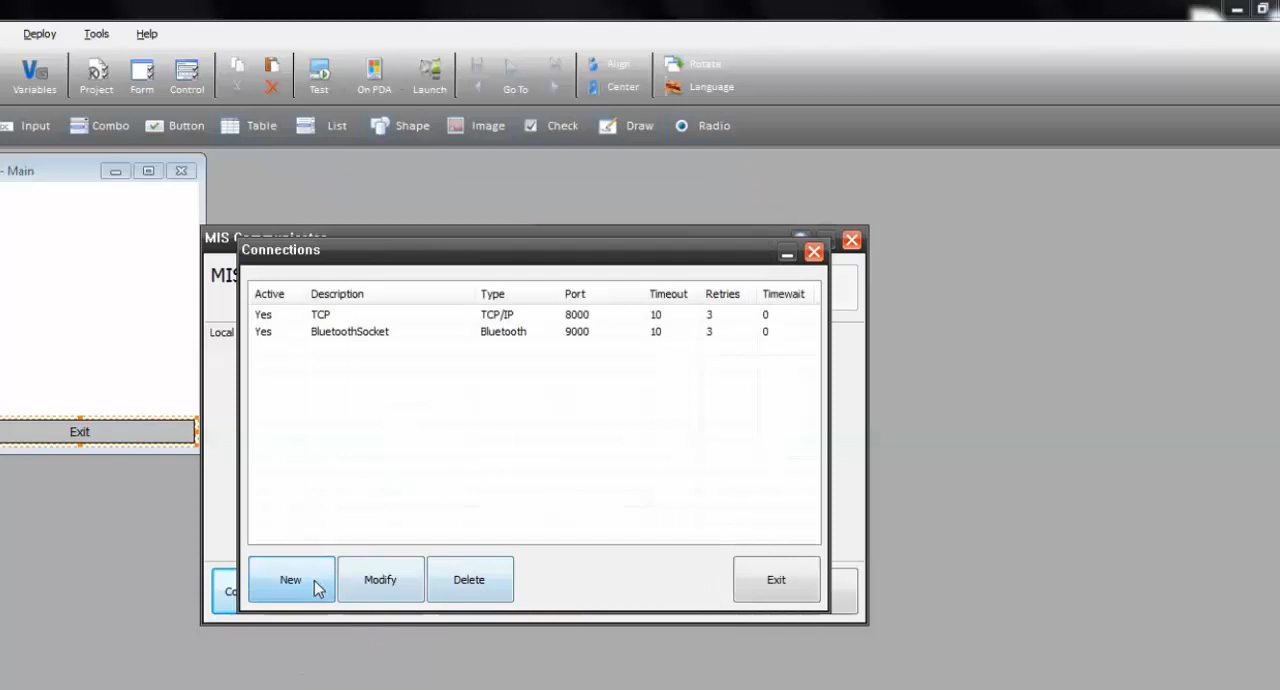 Deploy Tools Help
Variables Project Form Control Test On PDA Launch Go To Align Center Rotate Language
Input Combo Button Table List Shape Image Check Draw Radio
- Main
MIS
Connections
MIS
Active Description Type Port Timeout Retries Timewait
Yes TCP TCP/IP 8000 10 3 0
Local
Yes BluetoothSocket Bluetooth 9000 10 3 0
Exit
New Modify Delete Exit